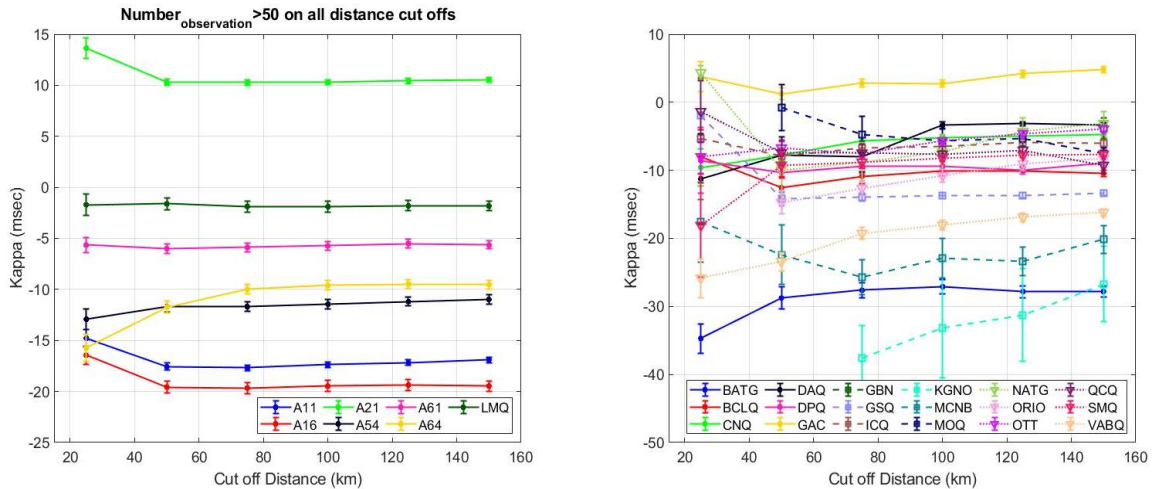 Number observation>50 on all distance cut offs
Kappa (msec)
15
10
5
0
-5
-10
-15
-20
-25
20 40 60 80 100 120 140 160
Cut off Distance (km)
A11 A21 A61 LMQ
A16 A54 A64
Kappa (msec)
10
0
-10
-20
-30
-40
-50
20 40 60 80 100 120 140 160
Cut off Distance (km)
BATG DAQ GBN KGNO NATG QCQ
BCLQ DPQ GSQ MCNB ORIO SMQ
CNQ GAC ICQ MOQ OTT VABQ